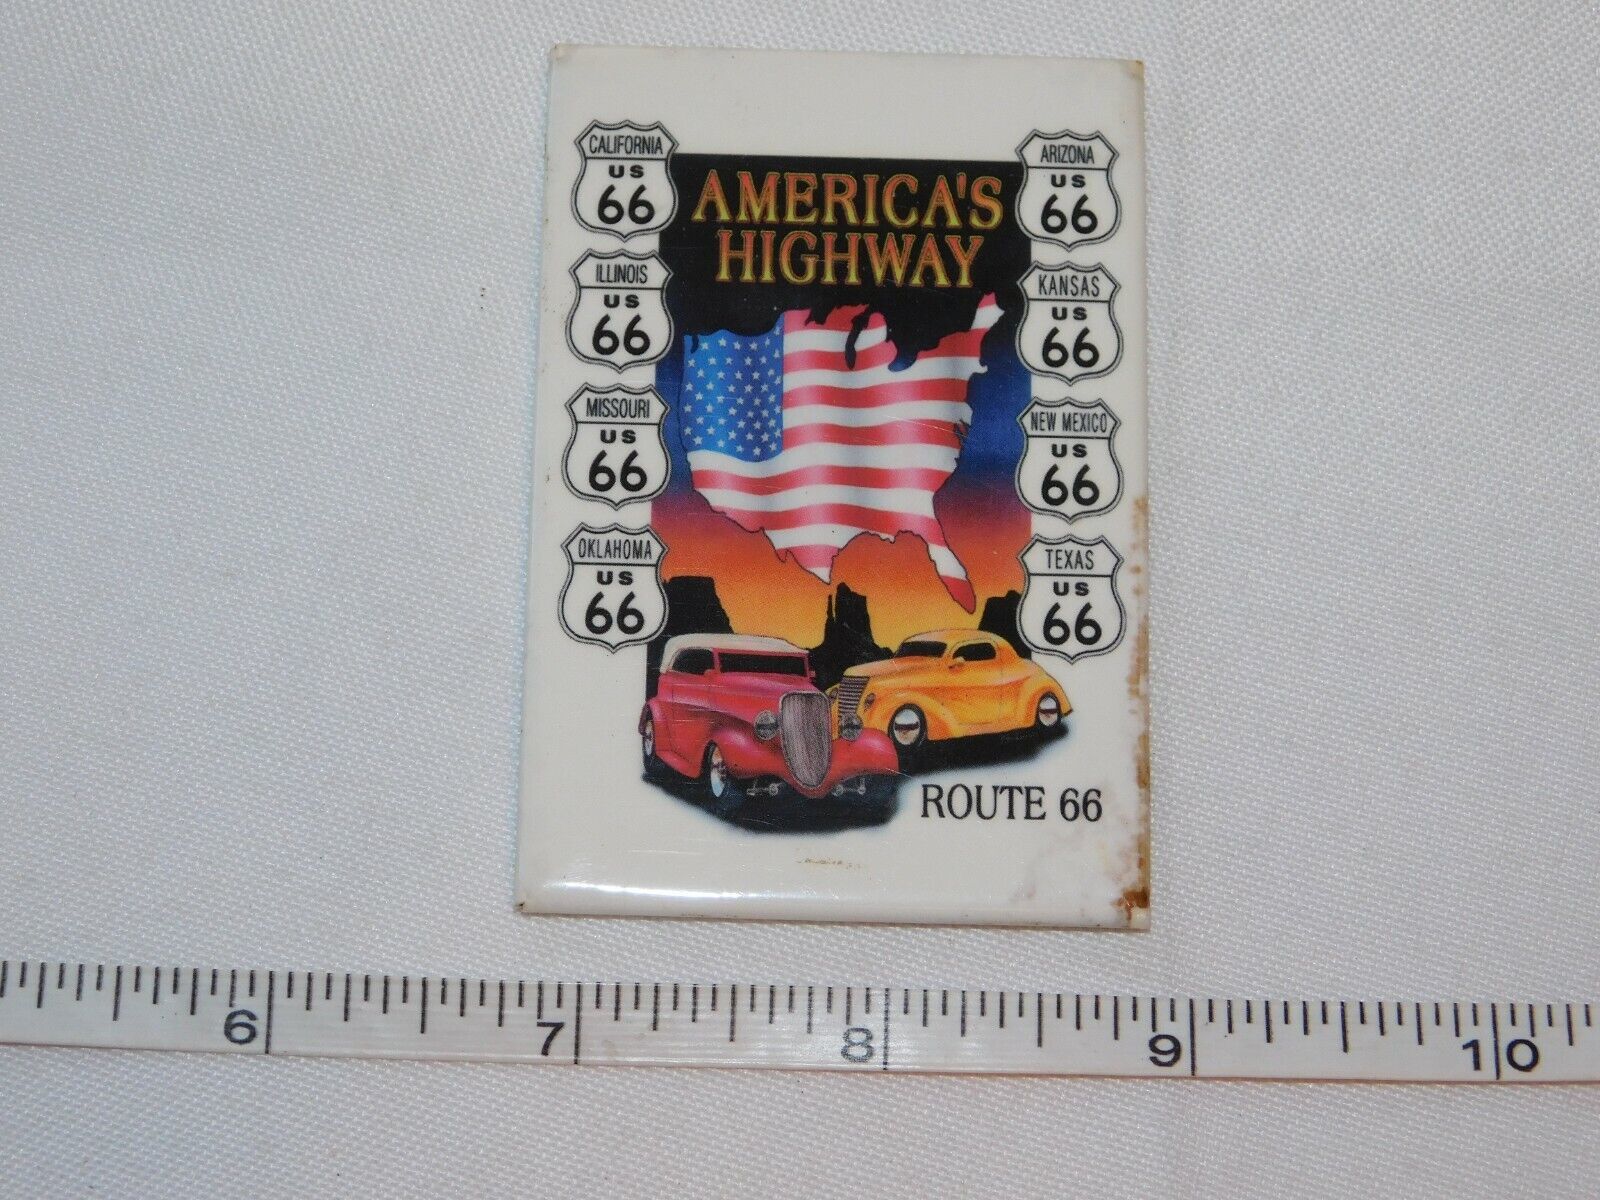 CALIFORNIA
US
66
ILLINOIS
US
66
MISSOURI
US
66
OKLAHOMA
US
66
AMERICA'S
HIGHWAY
ARIZONA
US
66
KANSAS
US
66
NEW MEXICO
US
66
TEXAS
US
66
ROUTE 66
6 7 8 9 10